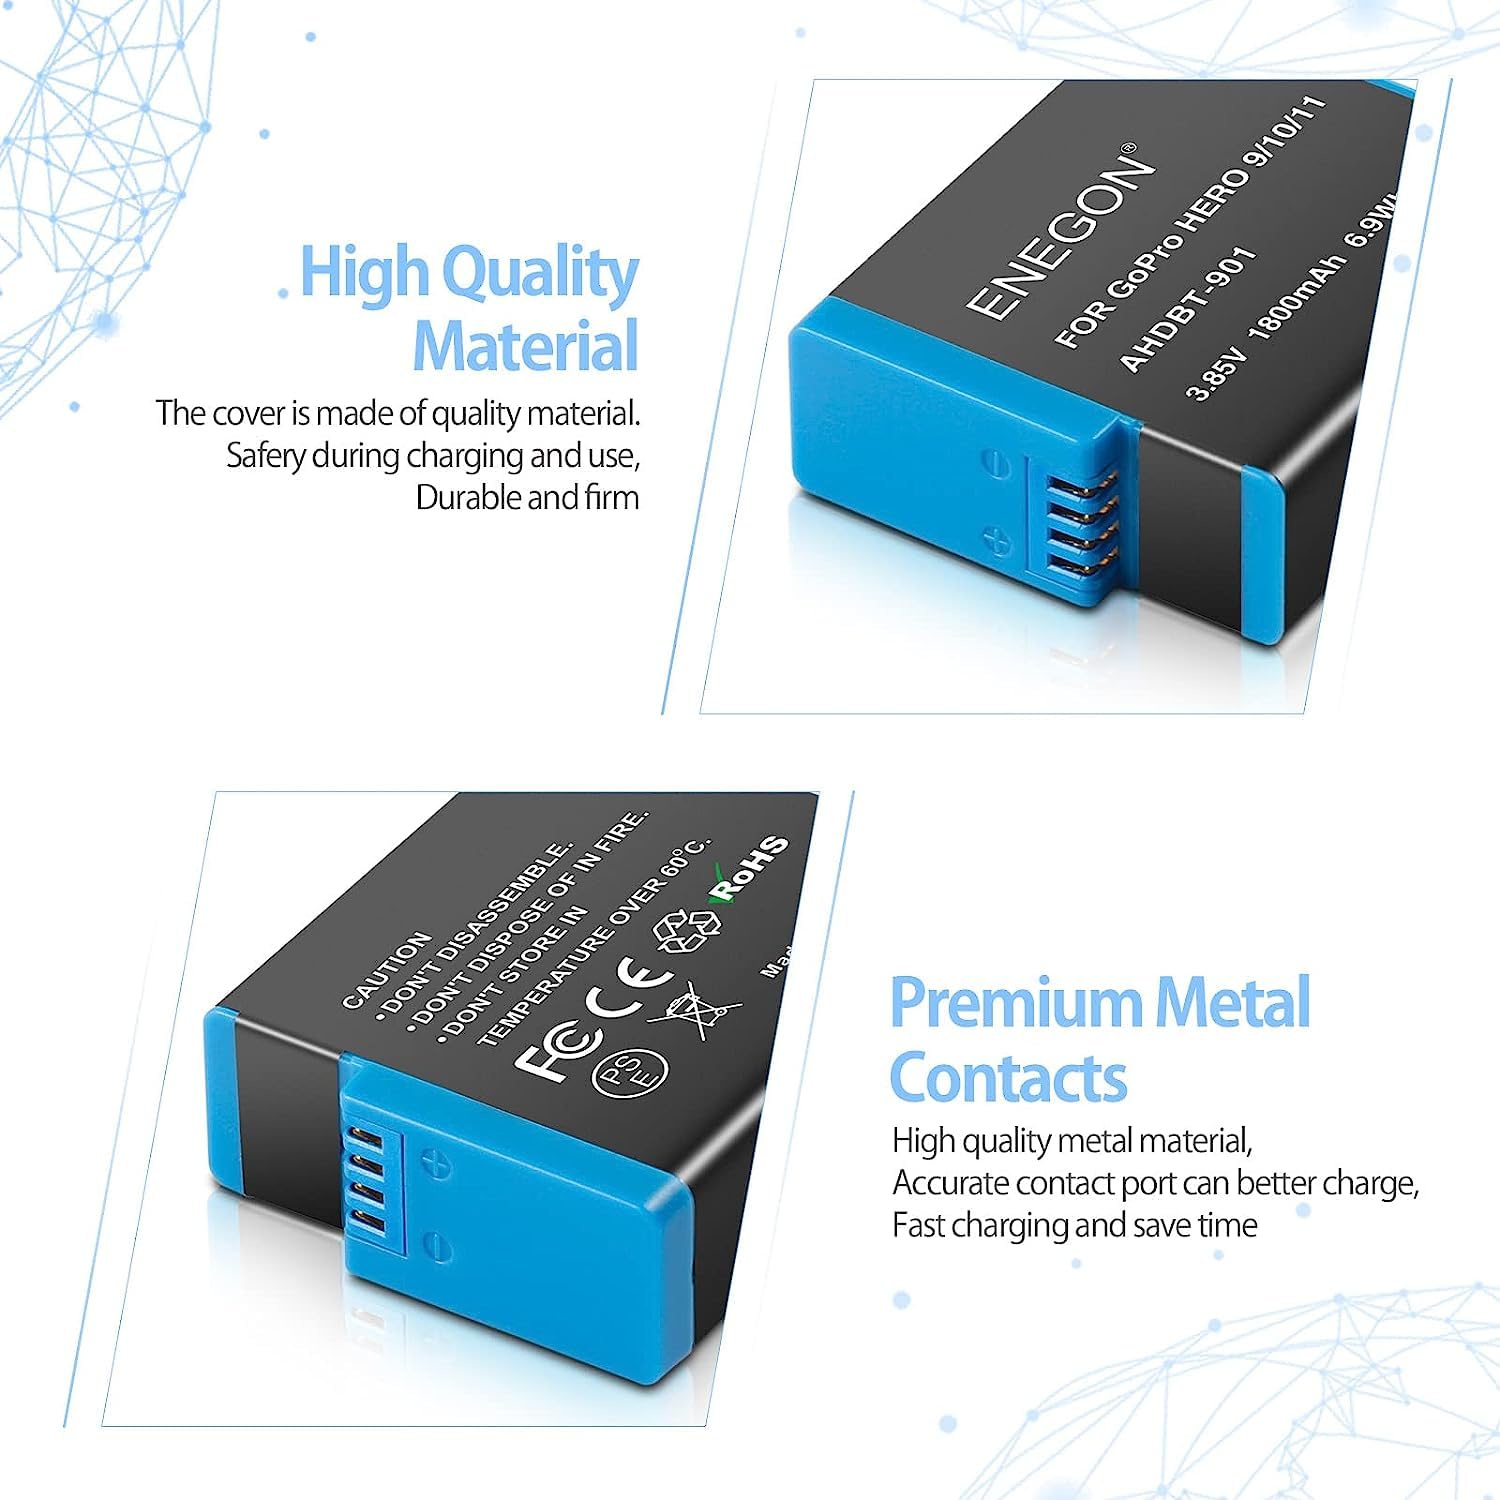 High Quality
Material
The cover is made of quality material.
Safery during charging and use,
Durable and firm
ENEGON®
FOR GoPro HERO 9/10/11
AHDBT-901
3.85V 1800mAh 6.9W
CAUTION
•DON'T DISASSEMBLE.
•DON'T DISPOSE OF IN FIRE.
•DON'T STORE IN
TEMPERATURE OVER 60°C.
FC CE
RoHS
PSE
Mad
Premium Metal
Contacts
High quality metal material,
Accurate contact port can better charge,
Fast charging and save time